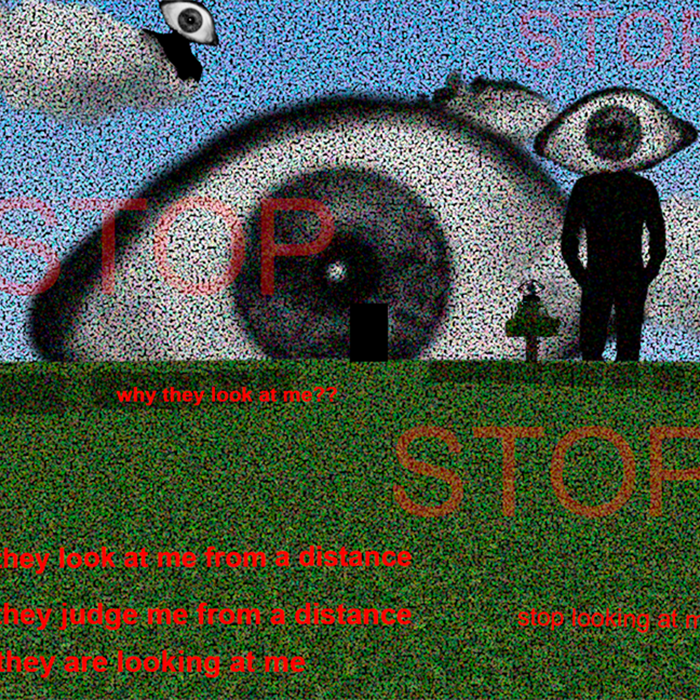 STOP
STOP
why they look at me??
STOP
they look at me from a distance
they judge me from a distance
stop looking at m
they are looking at me